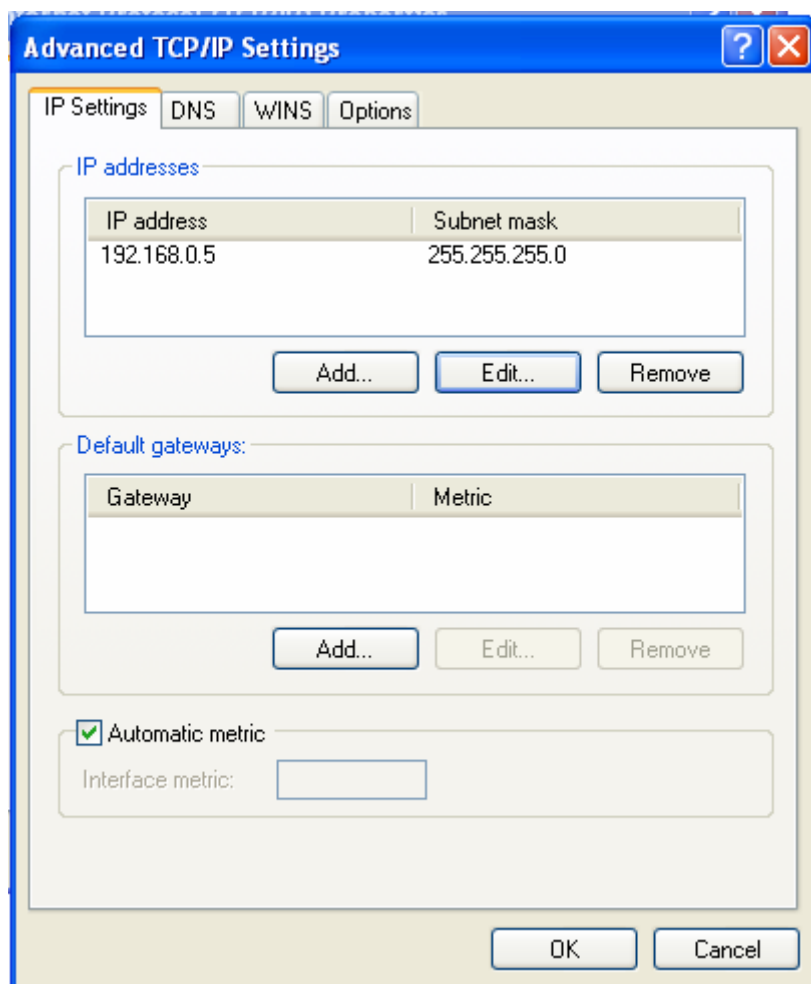 Advanced TCP/IP Settings
IP Settings DNS WINS Options
IP addresses
IP address Subnet mask
192.168.0.5 255.255.255.0
Add... Edit... Remove
Default gateways:
Gateway Metric
Add... Edit... Remove
Automatic metric
Interface metric:
OK Cancel